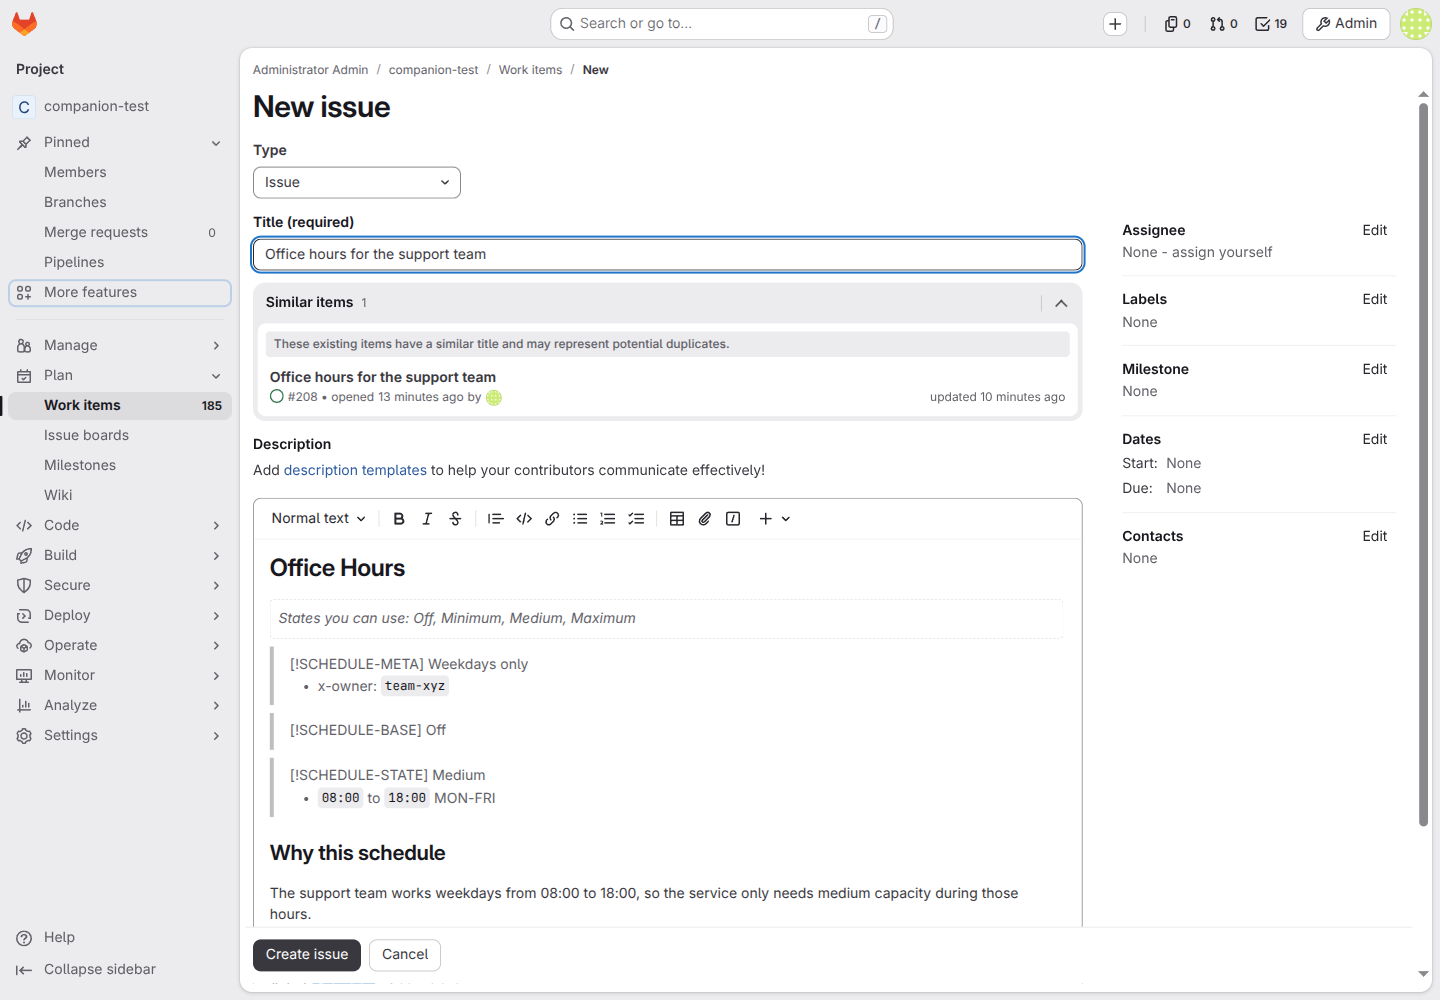 Search or go to...
/
0
0
19
Admin
Project
C companion-test
Pinned
Members
Branches
Merge requests 0
Pipelines
More features
Manage
Plan
Work items 185
Issue boards
Milestones
Wiki
Code
Build
Secure
Deploy
Operate
Monitor
Analyze
Settings
Help
Collapse sidebar
Administrator Admin / companion-test / Work items / New
New issue
Type
Issue
Title (required)
Office hours for the support team
Similar items 1
These existing items have a similar title and may represent potential duplicates.
Office hours for the support team
#208 • opened 13 minutes ago by
updated 10 minutes ago
Description
Add description templates to help your contributors communicate effectively!
Normal text
Office Hours
States you can use: Off, Minimum, Medium, Maximum
[!SCHEDULE-META] Weekdays only
• x-owner: team-xyz
[!SCHEDULE-BASE] Off
[!SCHEDULE-STATE] Medium
• 08:00 to 18:00 MON-FRI
Why this schedule
The support team works weekdays from 08:00 to 18:00, so the service only needs medium capacity during those
hours.
Create issue
Cancel
Assignee Edit
None - assign yourself
Labels Edit
None
Milestone Edit
None
Dates Edit
Start: None
Due: None
Contacts Edit
None